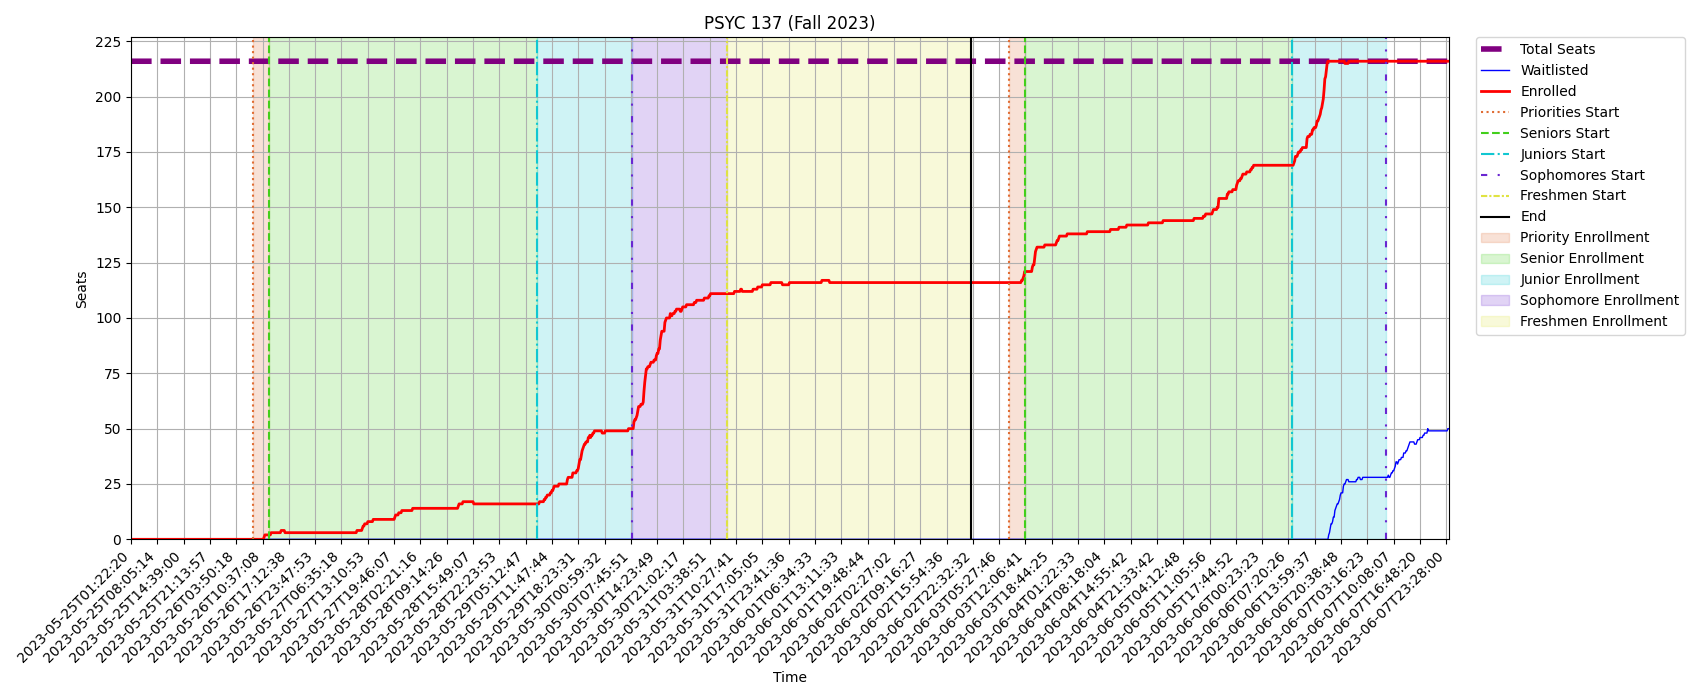 PSYC 137 (Fall 2023)
225
200
175
150
125
100
75
50
25
0
Seats
2023-05-25T01:22:20
2023-05-25T08:05:14
2023-05-25T14:39:00
2023-05-25T21:13:57
2023-05-26T03:50:18
2023-05-26T10:37:08
2023-05-26T17:12:38
2023-05-26T23:47:53
2023-05-27T06:35:18
2023-05-27T13:10:53
2023-05-27T19:46:07
2023-05-28T02:21:16
2023-05-28T09:14:26
2023-05-28T15:49:07
2023-05-28T22:23:53
2023-05-29T05:12:47
2023-05-29T11:47:44
2023-05-29T18:23:31
2023-05-30T00:59:32
2023-05-30T07:45:51
2023-05-30T14:23:49
2023-05-30T21:02:17
2023-05-31T03:38:51
2023-05-31T10:27:41
2023-05-31T17:05:05
2023-05-31T23:41:36
2023-06-01T06:34:33
2023-06-01T13:11:33
2023-06-01T19:48:44
2023-06-02T02:27:02
2023-06-02T09:16:27
2023-06-02T15:54:36
2023-06-02T22:32:32
2023-06-03T05:27:46
2023-06-03T12:06:41
2023-06-03T18:44:25
2023-06-04T01:22:33
2023-06-04T08:18:04
2023-06-04T14:55:42
2023-06-04T21:33:42
2023-06-05T04:12:48
2023-06-05T11:05:56
2023-06-05T17:44:52
2023-06-06T00:23:23
2023-06-06T07:20:26
2023-06-06T13:59:37
2023-06-06T20:38:48
2023-06-07T03:16:23
2023-06-07T10:08:07
2023-06-07T16:48:20
2023-06-07T23:28:00
Time
Total Seats
Waitlisted
Enrolled
Priorities Start
Seniors Start
Juniors Start
Sophomores Start
Freshmen Start
End
Priority Enrollment
Senior Enrollment
Junior Enrollment
Sophomore Enrollment
Freshmen Enrollment